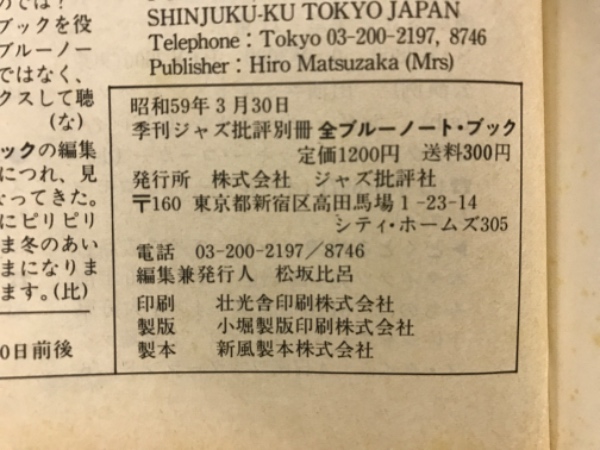 のでは？
ブックを役
ブルーノー
ではなく、
クスして聴
(な)
ックの編集
につれ、見
なってきた。
にピリピリ
ま冬のあい
まになりま
ます。(比)
0日前後
SHINJUKU-KU TOKYO JAPAN
Telephone : Tokyo 03-200-2197, 8746
Publisher : Hiro Matsuzaka (Mrs)
昭和59年3月30日
季刊ジャズ批評別冊 全ブルーノート・ブック
定価1200円 送料300円
発行所 株式会社 ジャズ批評社
〒160 東京都新宿区高田馬場1-23-14
シティ・ホームズ305
電話 03-200-2197／8746
編集兼発行人 松坂比呂
印刷 壮光舎印刷株式会社
製版 小堀製版印刷株式会社
製本 新風製本株式会社